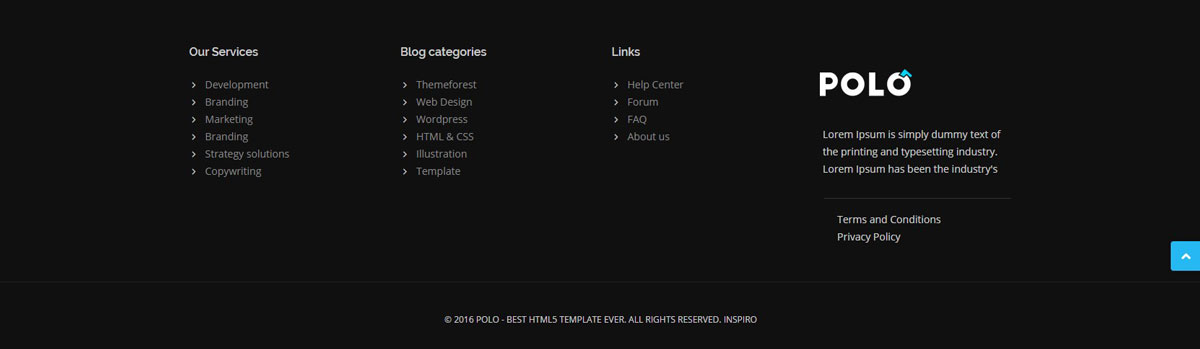 Our Services
Development
Branding
Marketing
Branding
Strategy solutions
Copywriting
Blog categories
Themeforest
Web Design
Wordpress
HTML & CSS
Illustration
Template
Links
Help Center
Forum
FAQ
About us
POLO
Lorem Ipsum is simply dummy text of
the printing and typesetting industry.
Lorem Ipsum has been the industry's
Terms and Conditions
Privacy Policy
© 2016 POLO - BEST HTML5 TEMPLATE EVER. ALL RIGHTS RESERVED. INSPIRO